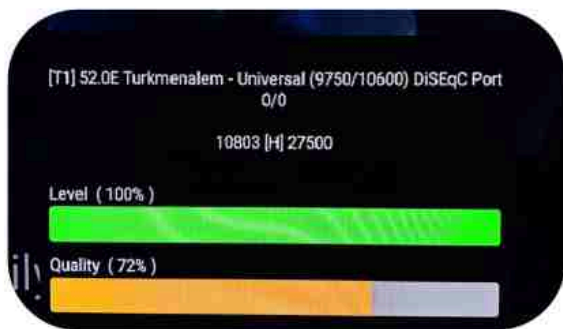 [T1] 52.0E Turkmenalem - Universal (9750/10600) DiSEqC Port
0/0
10803 [H] 27500
Level ( 100% )
Quality ( 72% )